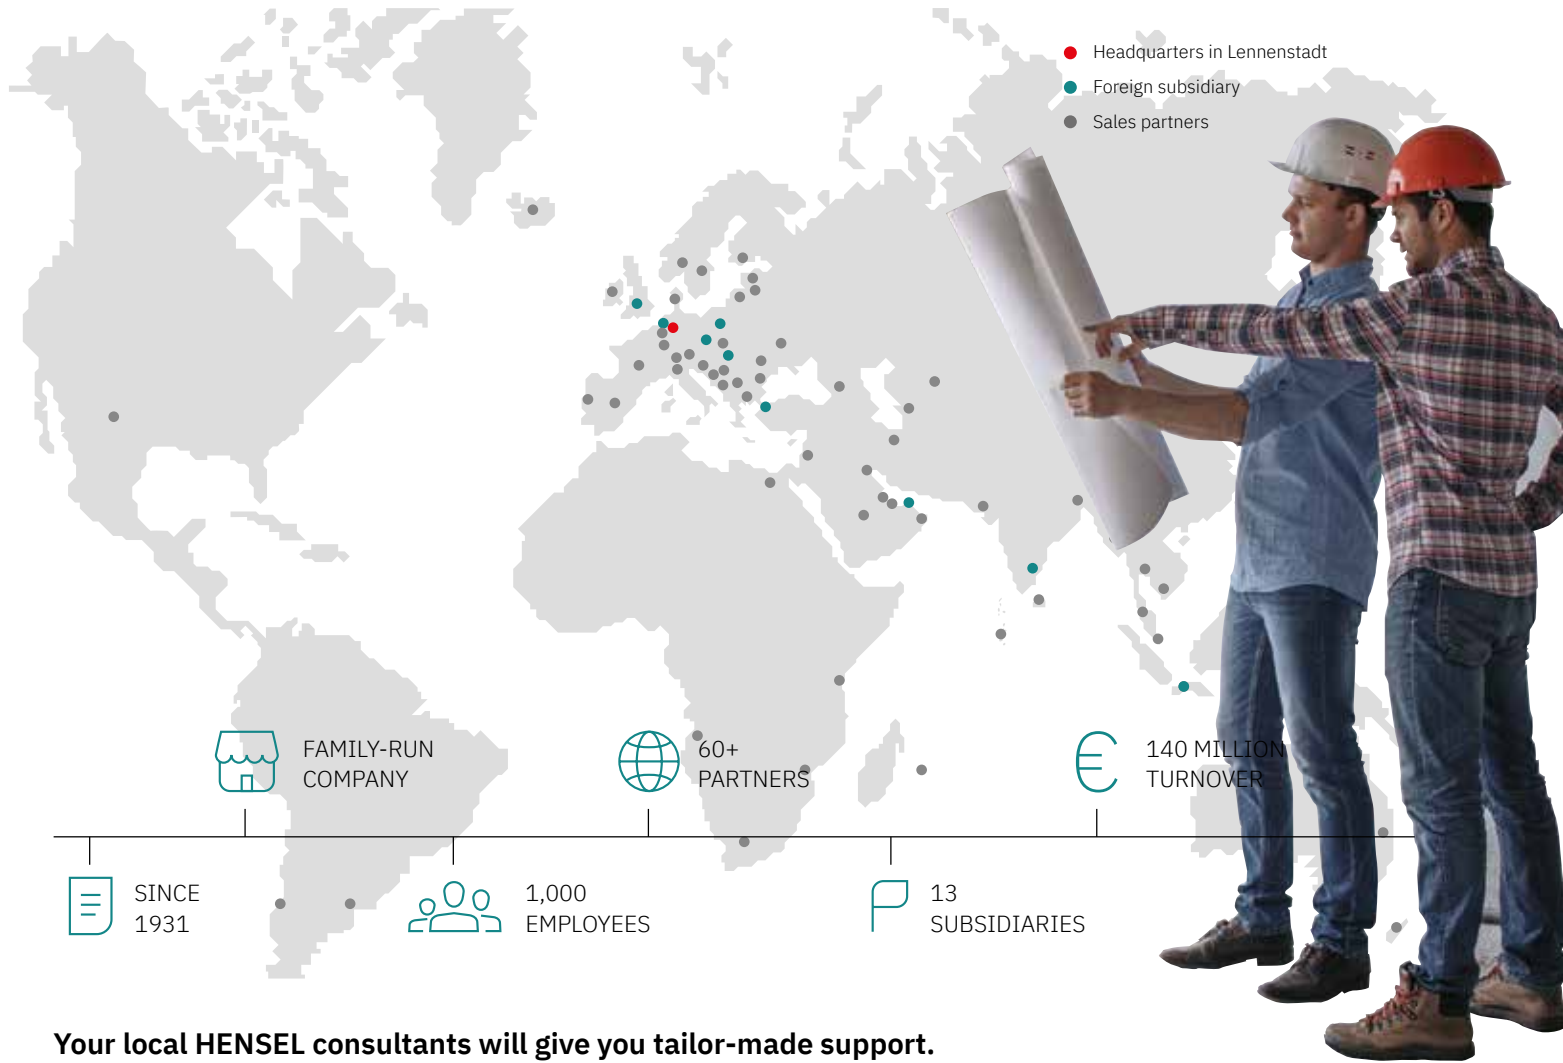 Headquarters in Lennenstadt
Foreign subsidiary
Sales partners
FAMILY-RUN
COMPANY
60+
PARTNERS
140 MILLION
TURNOVER
SINCE
1931
1,000
EMPLOYEES
13
SUBSIDIARIES
Your local HENSEL consultants will give you tailor-made support.